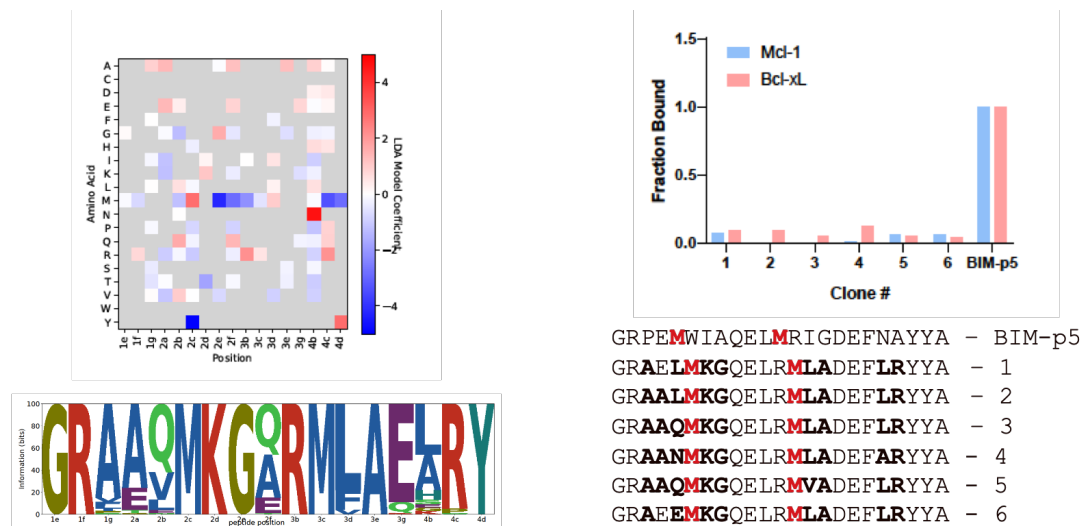 A
C
D
E
F
G
H
I
K
L
M
N
P
Q
R
S
T
V
W
Y
Amino Acid
1e 1f 1g 2a 2b 2c 2d 2e 2f 3b 3c 3d 3e 3g 4b 4c 4d
Position
4
2
0
−2
−4
LDA Model Coefficient
1.5
1.0
0.5
0.0
Fraction Bound
Mcl-1
Bcl-xL
1 2 3 4 5 6 BIM-p5
Clone #
100
80
60
40
20
0
Information (bits)
GRAAQMKGQRMLAELRY
1e 1f 1g 2a 2b 2c 2d 3b 3c 3d 3e 3g 4b 4c 4d
peptide position
GRPEMWIAQELMRIGDEFNAYYA – BIM-p5
GRAELMKGQELRMLADEFLRYYA – 1
GRAALMKGQELRMLADEFLRYYA – 2
GRAAQMKGQELRMLADEFLRYYA – 3
GRAANMKGQELRMLADEFARYYA – 4
GRAAQMKGQELRMVADEFLRYYA – 5
GRAEEMKGQELRMLADEFLRYYA – 6